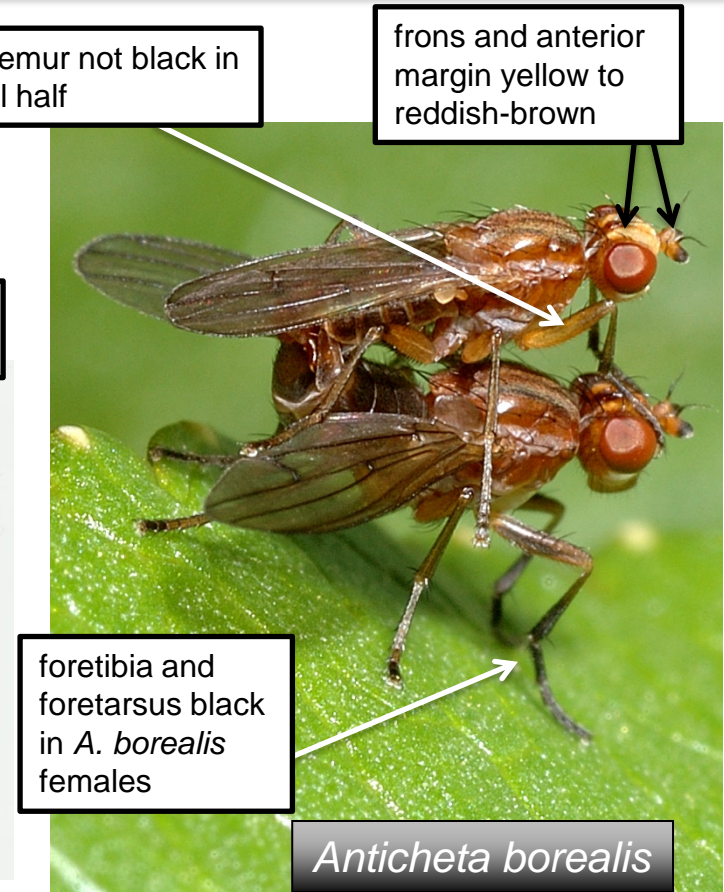 emur not black in
l half
frons and anterior
margin yellow to
reddish-brown
foretibia and
foretarsus black
in A. borealis
females
Anticheta borealis